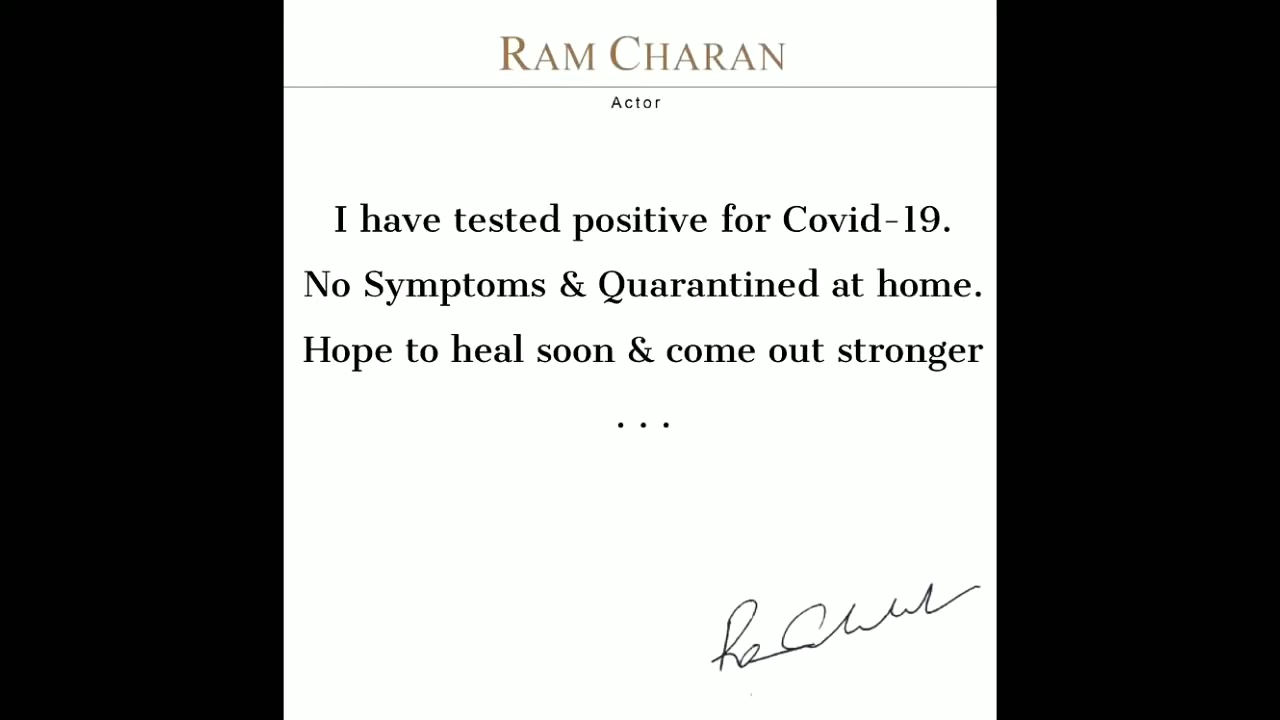 RAM CHARAN
Actor
I have tested positive for Covid-19.
No Symptoms & Quarantined at home.
Hope to heal soon & come out stronger
. . .